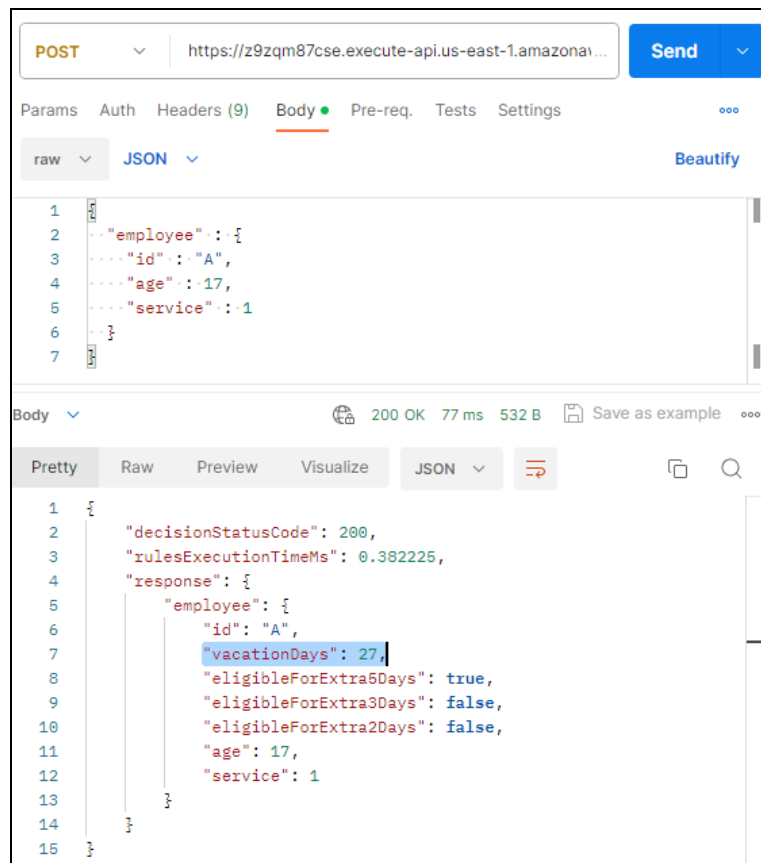 POST https://z9zqm87cse.execute-api.us-east-1.amazonaw... Send
Params Auth Headers (9) Body Pre-req. Tests Settings
raw JSON Beautify
1 {
2 "employee" : {
3 "id" : "A",
4 "age" : 17,
5 "service" : 1
6 }
7 }
Body 200 OK 77 ms 532 B Save as example
Pretty Raw Preview Visualize JSON
1 {
2 "decisionStatusCode": 200,
3 "rulesExecutionTimeMs": 0.382225,
4 "response": {
5 "employee": {
6 "id": "A",
7 "vacationDays": 27,
8 "eligibleForExtra5Days": true,
9 "eligibleForExtra3Days": false,
10 "eligibleForExtra2Days": false,
11 "age": 17,
12 "service": 1
13 }
14 }
15 }